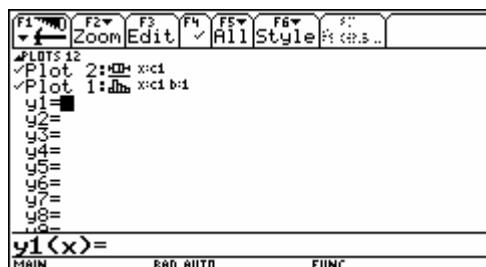 F1 F2 F3 F4 F5 F6
Zoom Edit ✓ All Style
PLOTS 12
✓Plot 2: x:c1
✓Plot 1: x:c1 b:1
y1=
y2=
y3=
y4=
y5=
y6=
y7=
y8=
y9=
y1(x)=
MAIN RAD AUTO FUNC